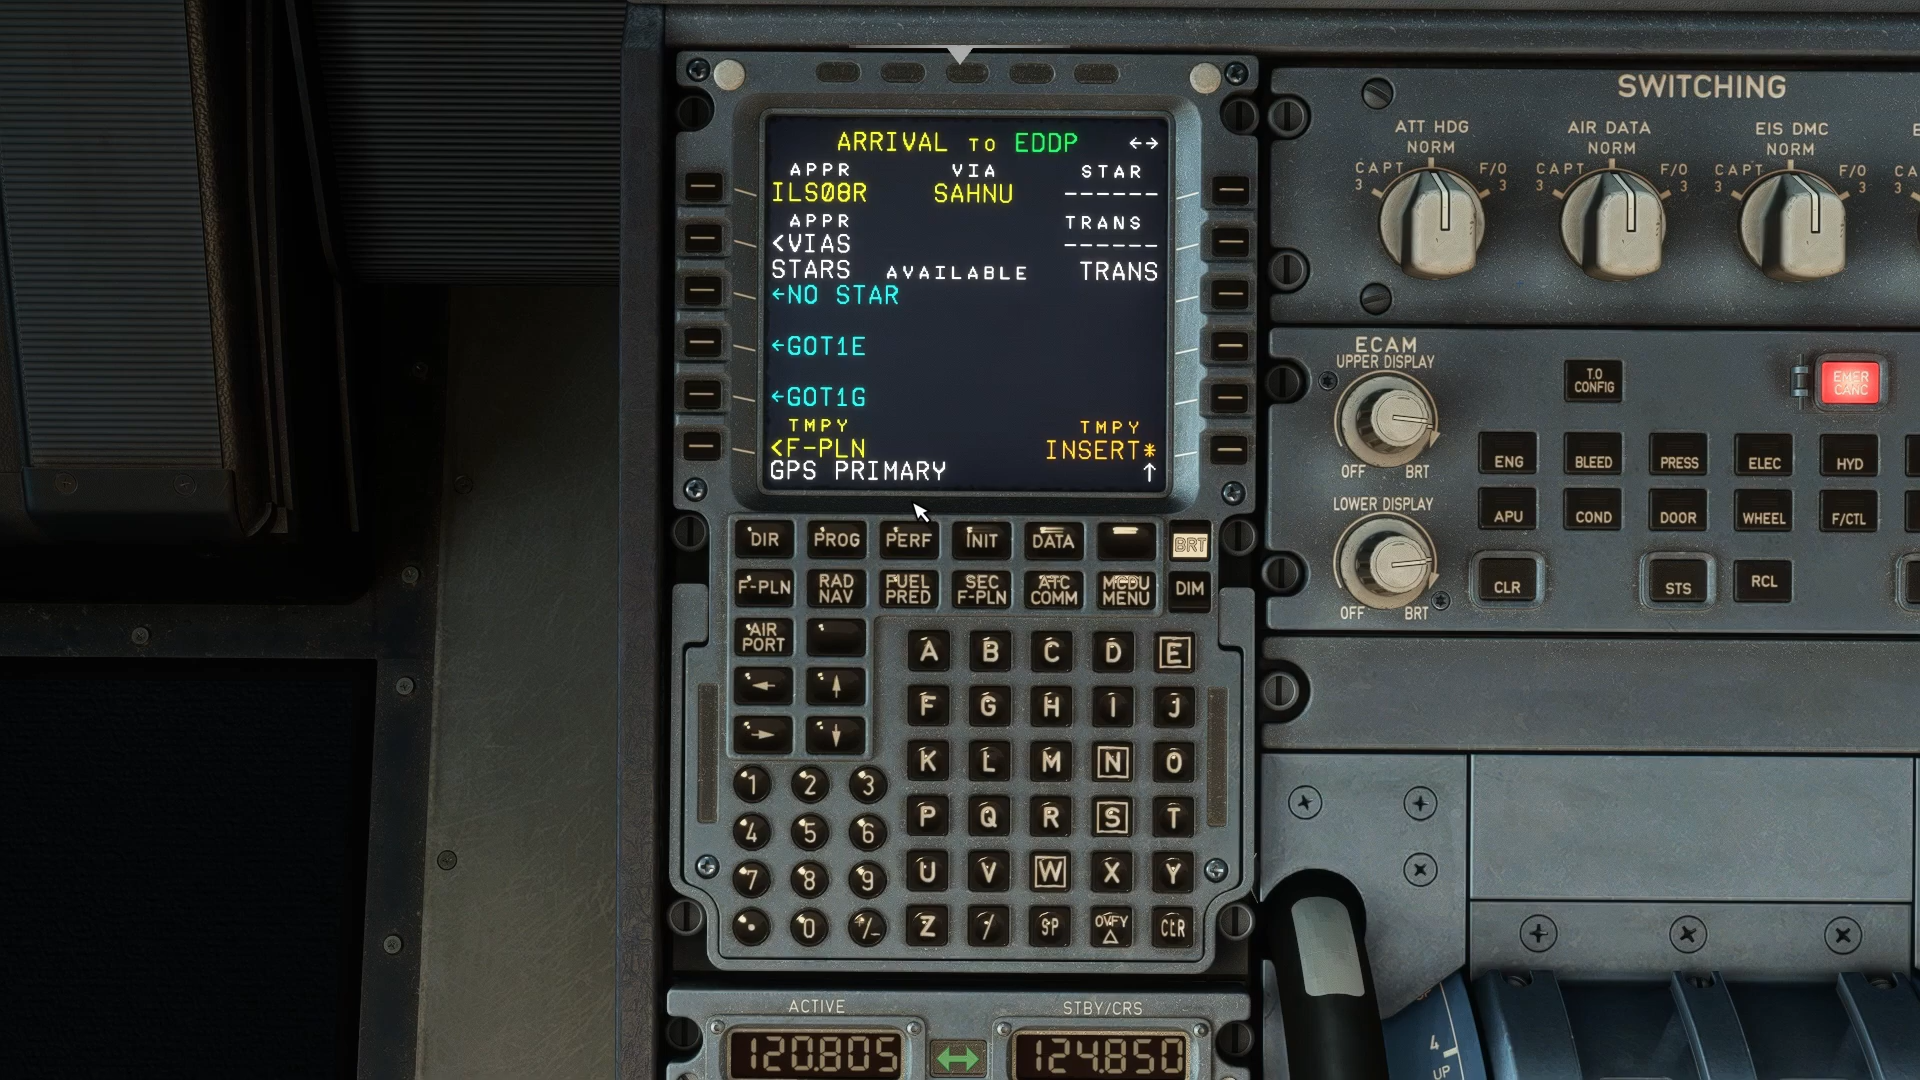 ARRIVAL TO EDDP ←→
APPR VIA STAR
ILS08R SAHNU ------
APPR TRANS
<VIAS ------
STARS AVAILABLE TRANS
←NO STAR
←GOT1E
←GOT1G
TMPY TMPY
<F-PLN INSERT*
GPS PRIMARY ↑
DIR PROG PERF INIT DATA BRT
F-PLN RAD NAV FUEL PRED SEC F-PLN ATC COMM MCDU MENU DIM
AIR PORT
← ↑
→ ↓
A B C D E
F G H I J
K L M N O
P Q R S T
U V W X Y
Z / SP OVFY △ CLR
1 2 3
4 5 6
7 8 9
. 0 +/-
ACTIVE STBY/CRS
120.805 124.850
SWITCHING
ATT HDG AIR DATA EIS DMC
NORM NORM NORM
CAPT 3 F/O 3 CAPT 3 F/O 3 CAPT 3 F/O 3 CA 3
ECAM
UPPER DISPLAY
OFF BRT
T.O CONFIG
EMER CANC
ENG BLEED PRESS ELEC HYD
LOWER DISPLAY
OFF BRT
APU COND DOOR WHEEL F/CTL
CLR STS RCL
4
UP